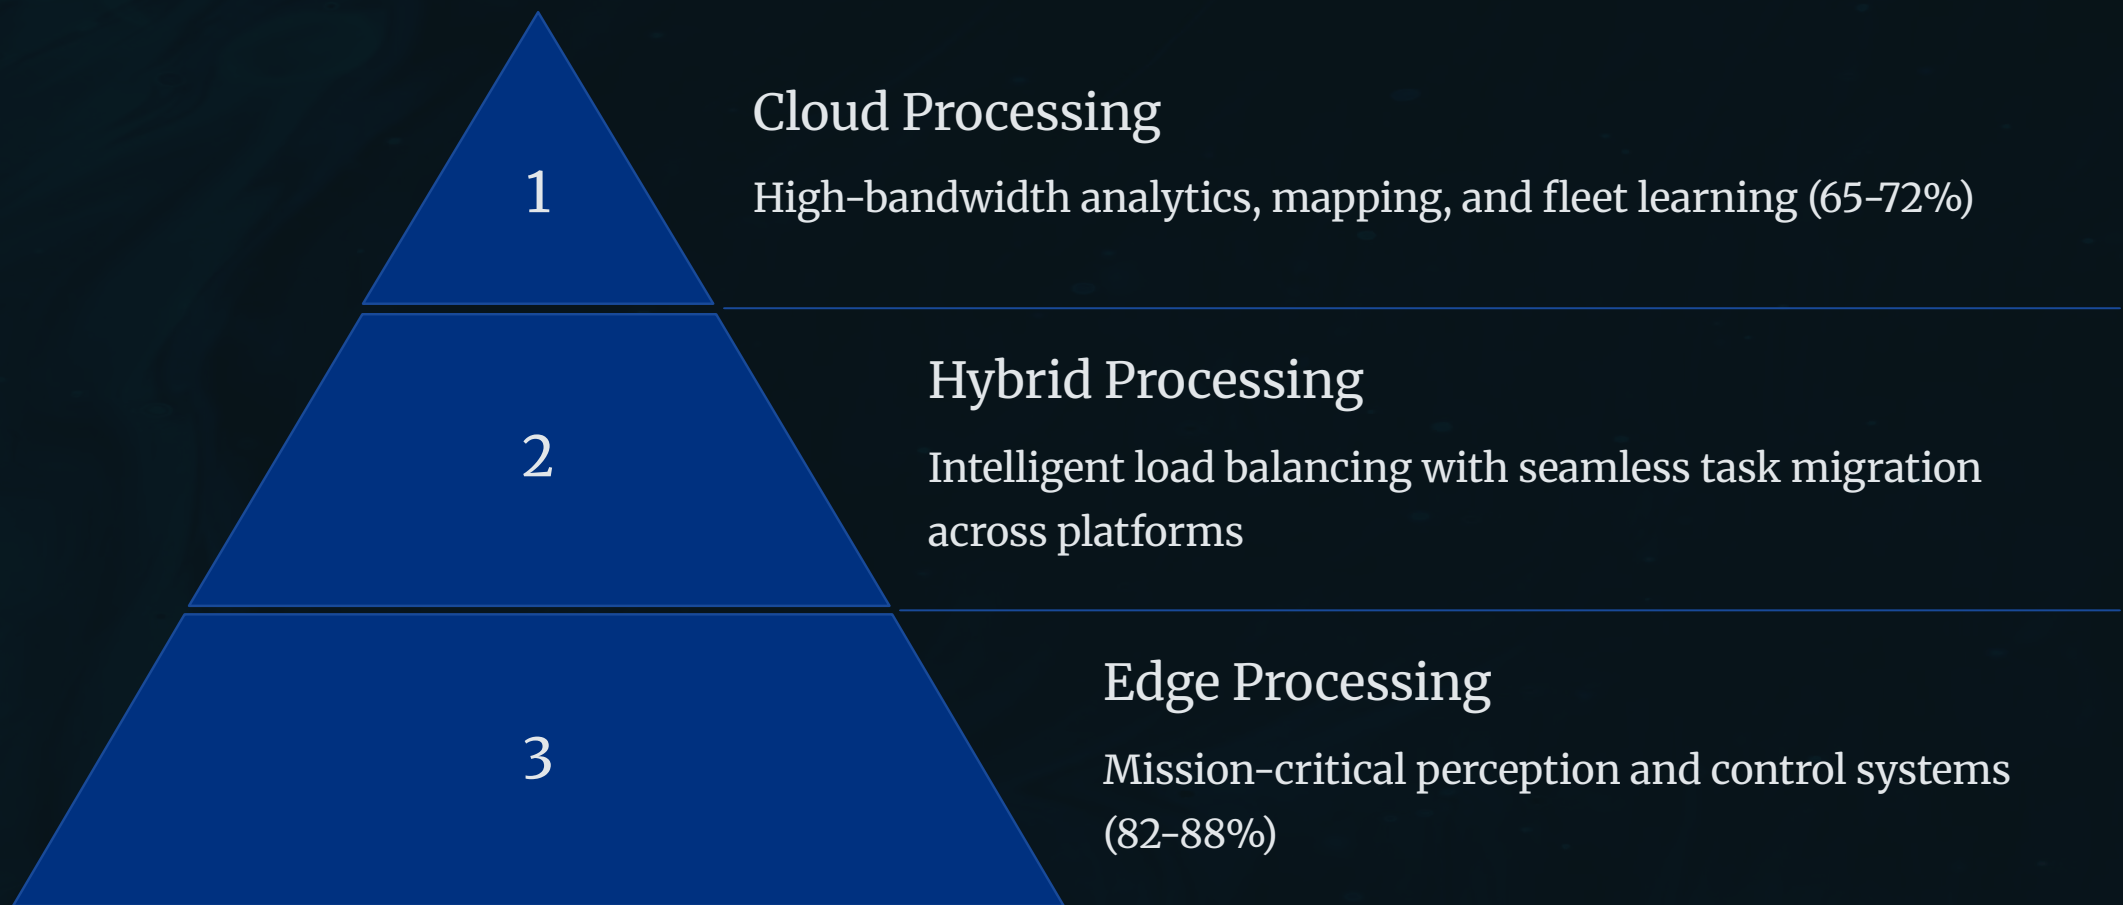 1
Cloud Processing
High-bandwidth analytics, mapping, and fleet learning (65-72%)
2
Hybrid Processing
Intelligent load balancing with seamless task migration
across platforms
3
Edge Processing
Mission-critical perception and control systems
(82-88%)